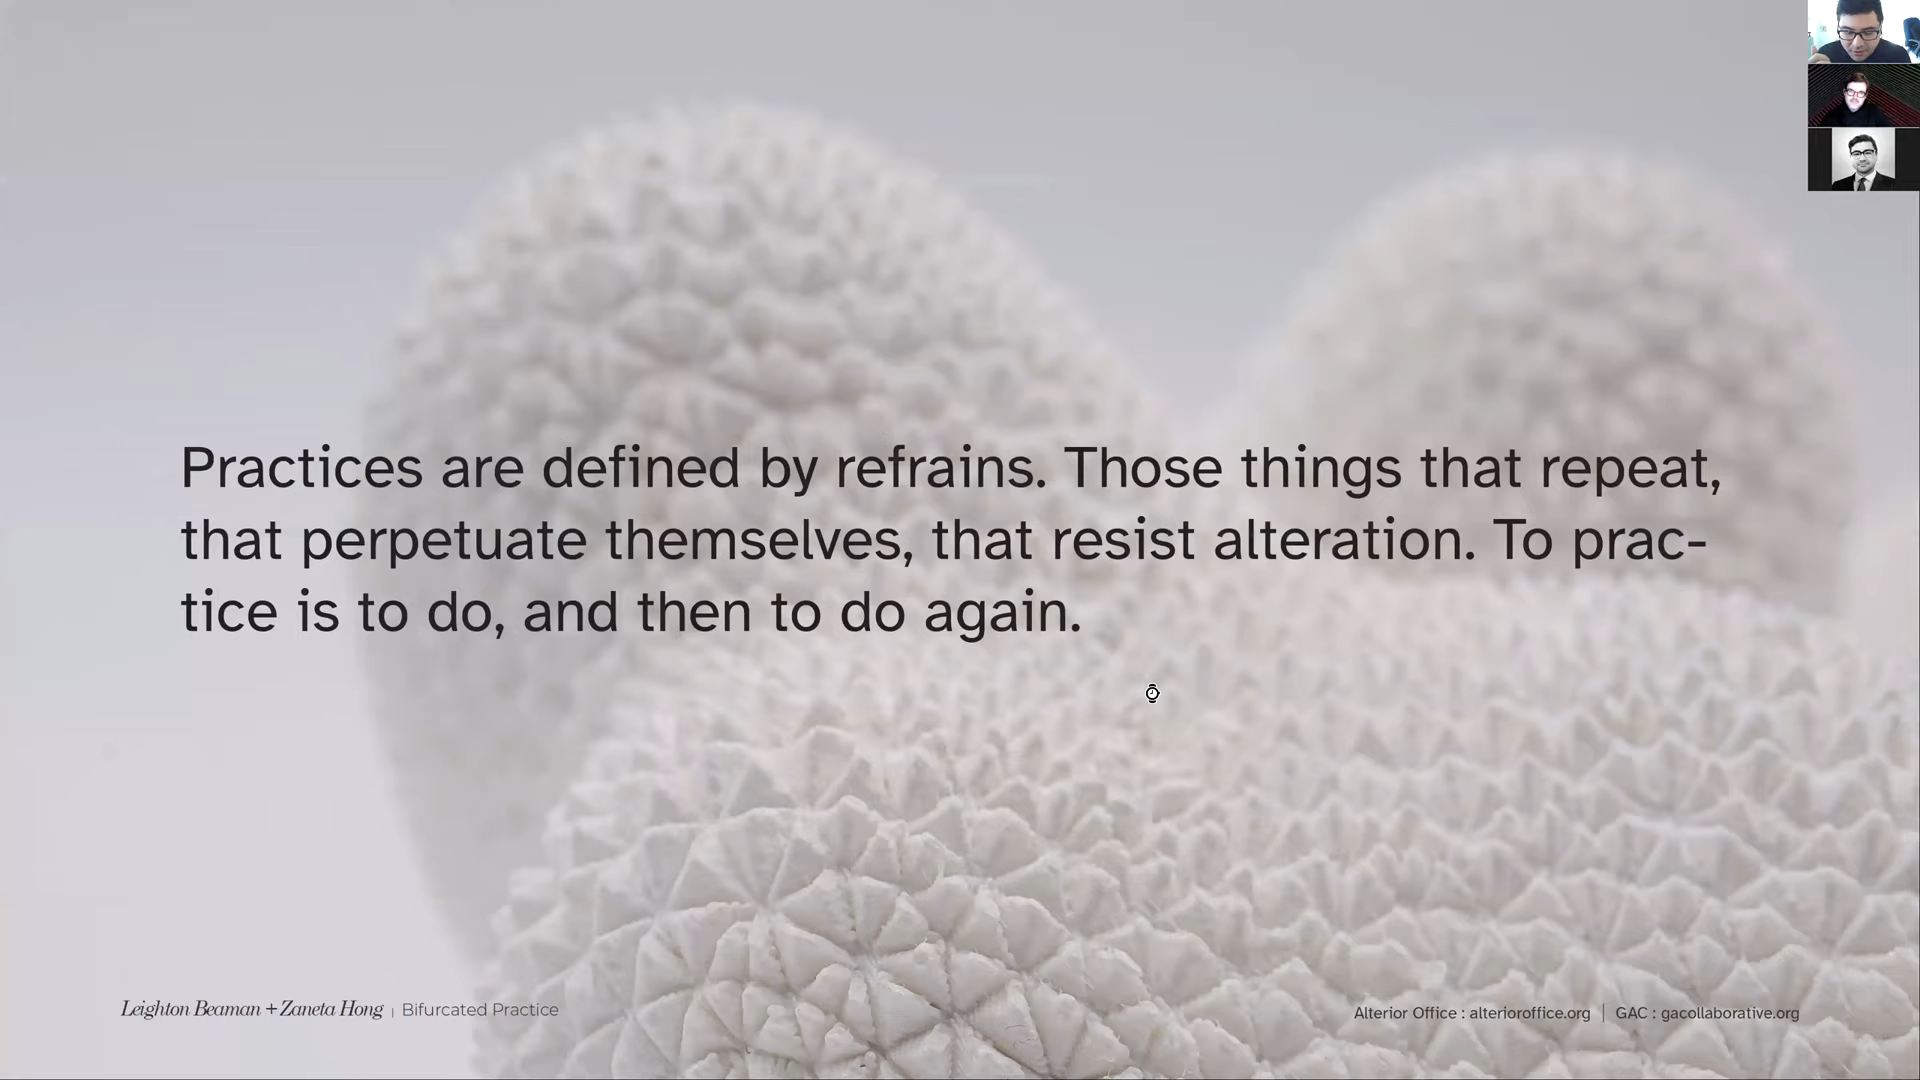 Practices are defined by refrains. Those things that repeat,
that perpetuate themselves, that resist alteration. To prac-
tice is to do, and then to do again.
Leighton Beaman + Zaneta Hong | Bifurcated Practice
Alterior Office : alterioroffice.org | GAC : gacollaborative.org